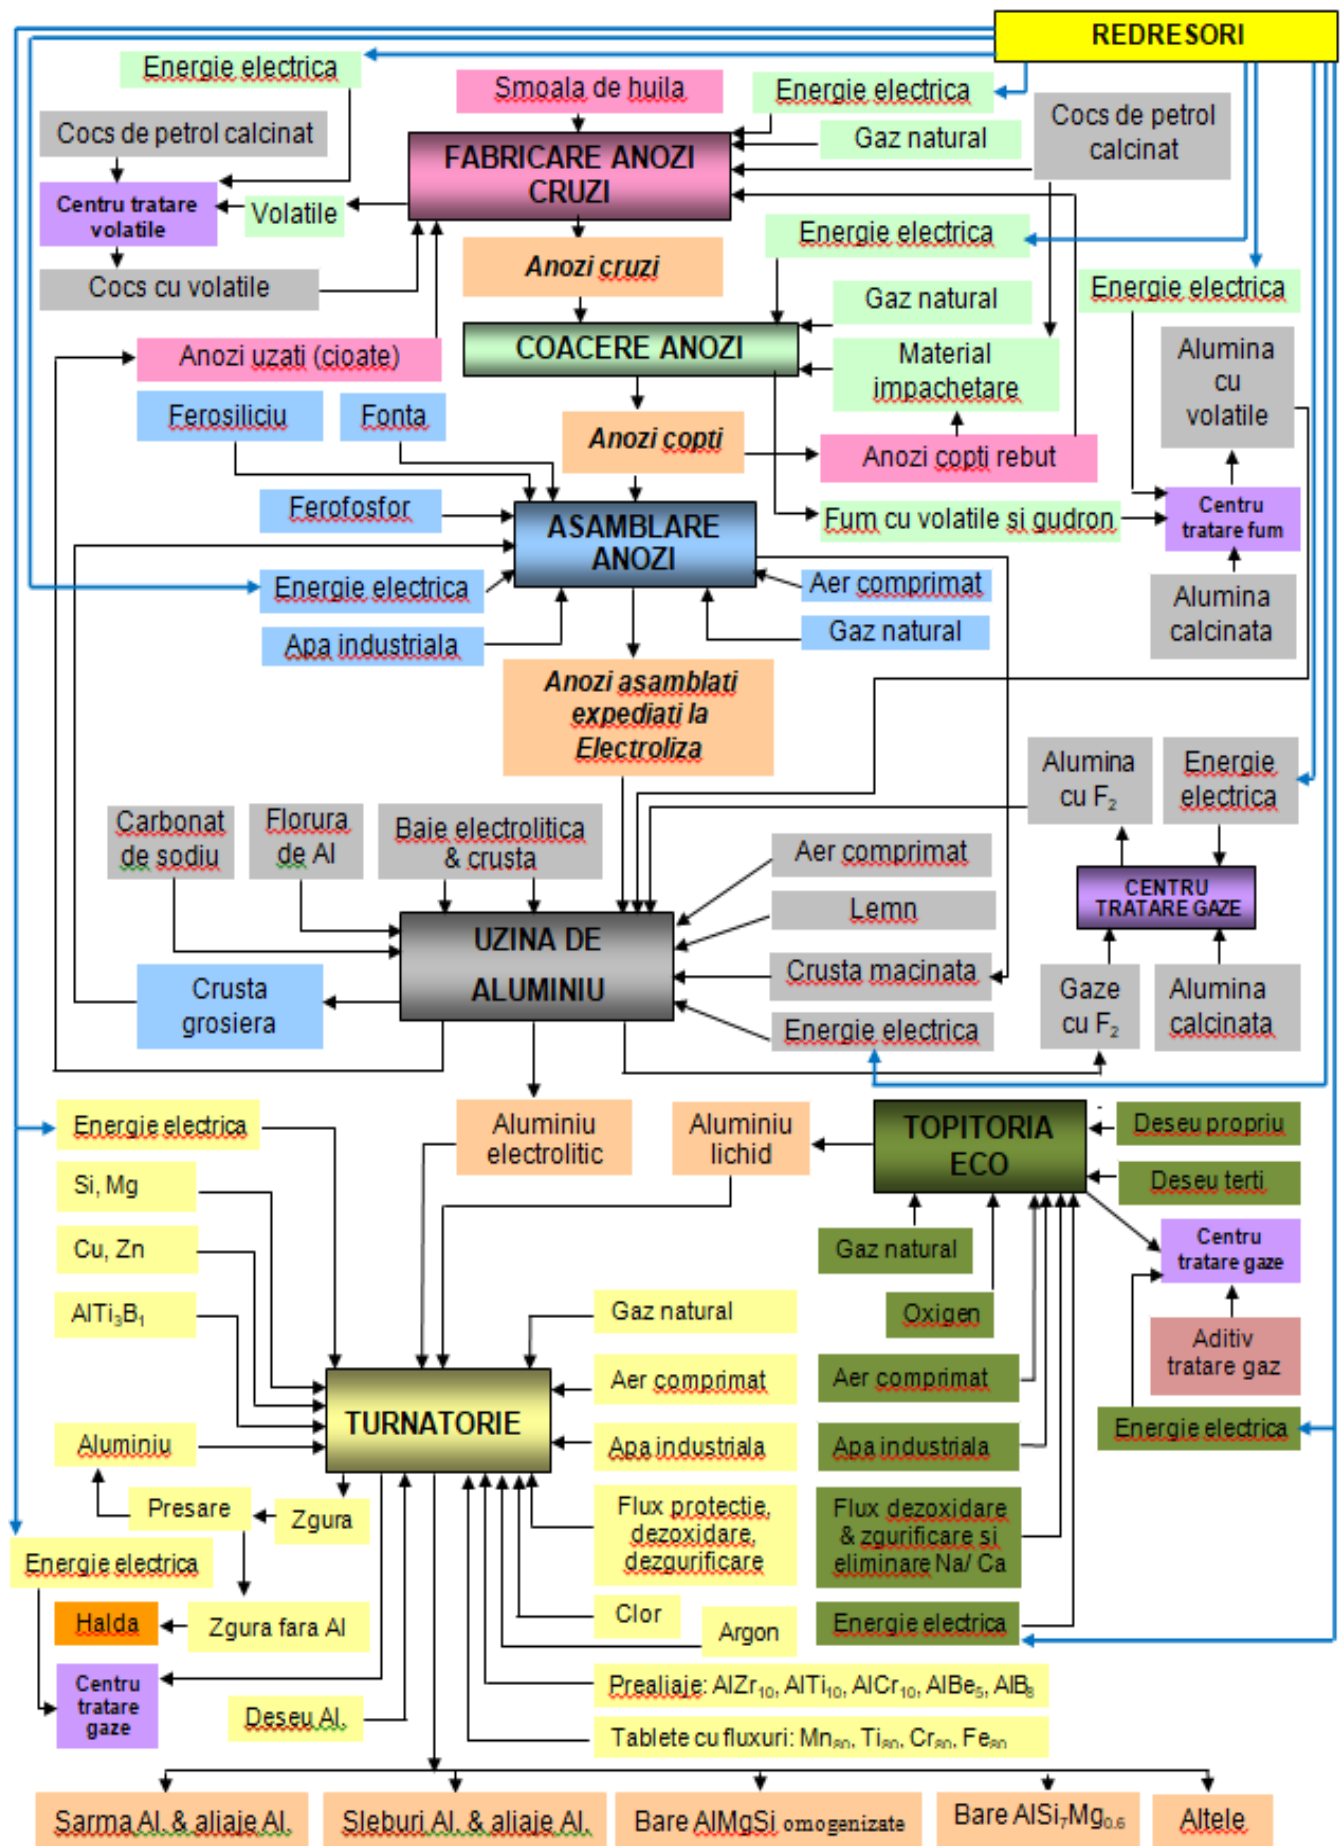 REDRESORI
Energie electrica
Smoala de huila
Energie electrica
Cocs de petrol calcinat
Gaz natural
Cocs de petrol
calcinat
FABRICARE ANOZI
CRUZI
Centru tratare
volatile
Volatile
Energie electrica
Anozi cruzi
Cocs cu volatile
Gaz natural
Energie electrica
COACERE ANOZI
Anozi uzati (cioate)
Material
impachetare
Alumina
cu
volatile
Ferosiliciu
Fonta
Anozi copti
Anozi copti rebut
Ferofosfor
ASAMBLARE
ANOZI
Fum cu volatile si gudron
Centru
tratare fum
Energie electrica
Aer comprimat
Alumina
calcinata
Apa industriala
Gaz natural
Anozi asamblati
expediati la
Electroliza
Alumina
cu F₂
Energie
electrica
Carbonat
de sodiu
Florura
de Al
Baie electrolitica
& crusta
Aer comprimat
Lemn
CENTRU
TRATARE GAZE
UZINA DE
ALUMINIU
Crusta macinata
Crusta
grosiera
Gaze
cu F₂
Alumina
calcinata
Energie electrica
Energie electrica
Aluminiu
electrolitic
Aluminiu
lichid
TOPITORIA
ECO
Deseu propriu
Deseu terti
Si, Mg
Cu, Zn
Gaz natural
Centru
tratare gaze
AlTi₃B₁
Gaz natural
Oxigen
Aditiv
tratare gaz
Aer comprimat
Aer comprimat
TURNATORIE
Energie electrica
Aluminiu
Apa industriala
Apa industriala
Presare
Zgura
Flux protectie,
dezoxidare,
dezgurificare
Flux dezoxidare
& zgurificare si
eliminare Na/ Ca
Energie electrica
Halda
Zgura fara Al
Clor
Argon
Energie electrica
Centru
tratare
gaze
Deseu Al.
Prealiaje: AlZr₁₀, AlTi₁₀, AlCr₁₀, AlBe₅, AlB₈
Tablete cu fluxuri: Mn₈₀, Ti₈₀, Cr₈₀, Fe₈₀
Sarma Al. & aliaje Al.
Sleburi Al. & aliaje Al.
Bare AlMgSi omogenizate
Bare AlSi₇Mg₀.₆
Altele